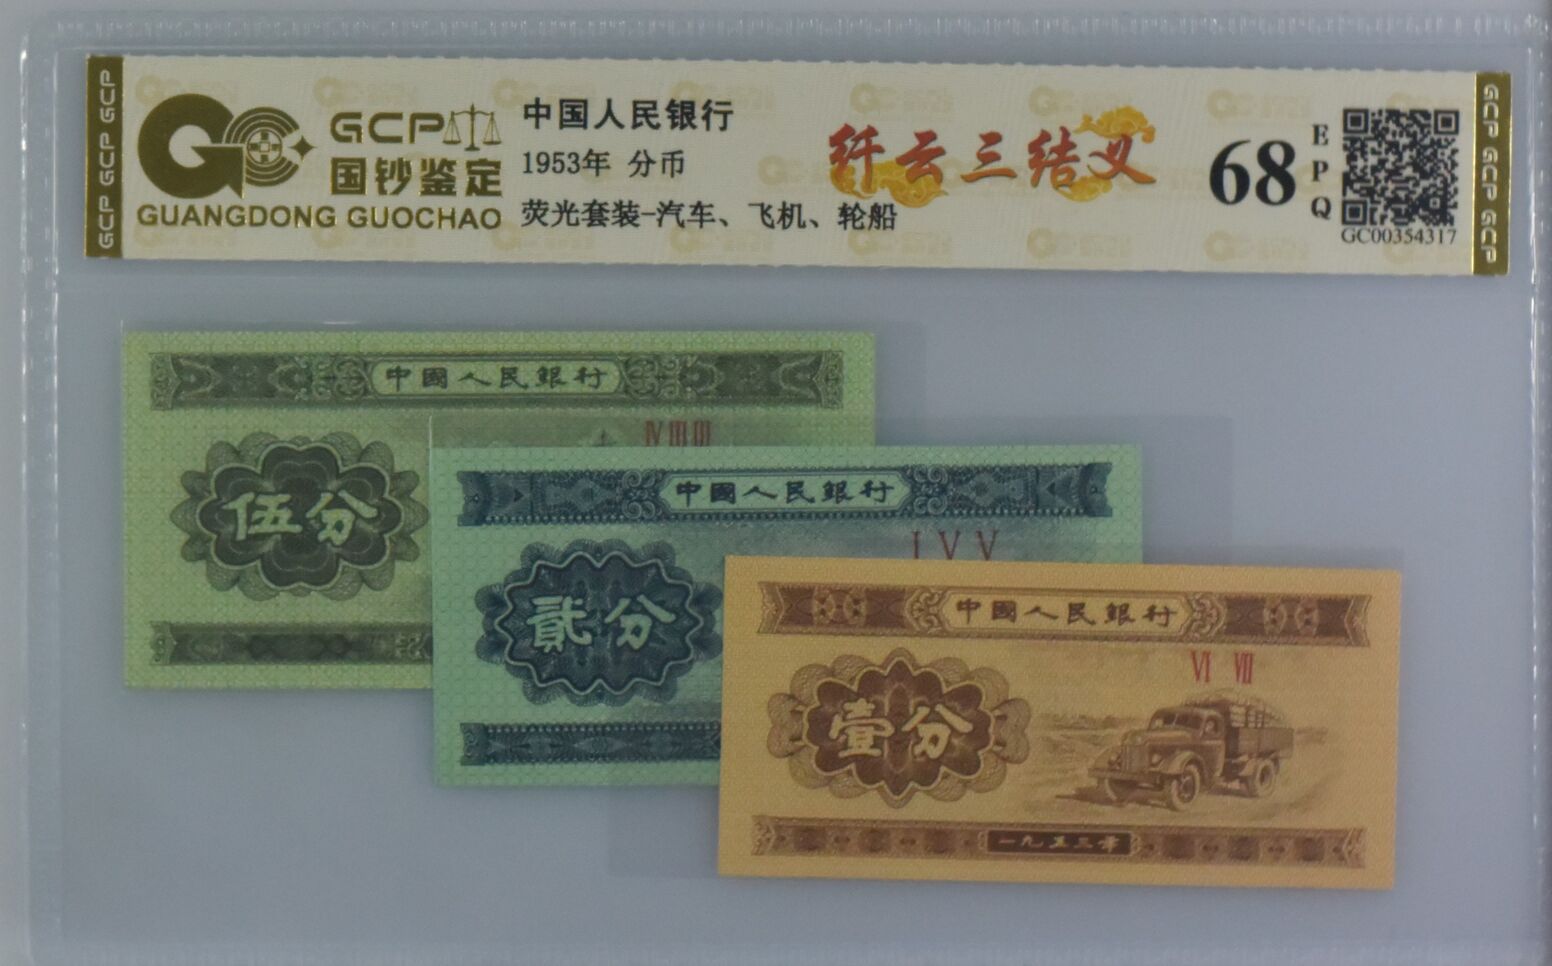 GCP GCP GCP
GC
GCP
国钞鉴定
GUANGDONG GUOCHAO
中国人民银行
1953年 分币
荧光套装-汽车、飞机、轮船
纤云三结义
68
EPQ
GC00354317
GCP GCP GCP
中國人民銀行
Ⅳ Ⅲ Ⅲ
伍分
中國人民銀行
Ⅰ Ⅴ Ⅴ
貳分
中國人民銀行
Ⅵ Ⅶ
壹分
一九五三年